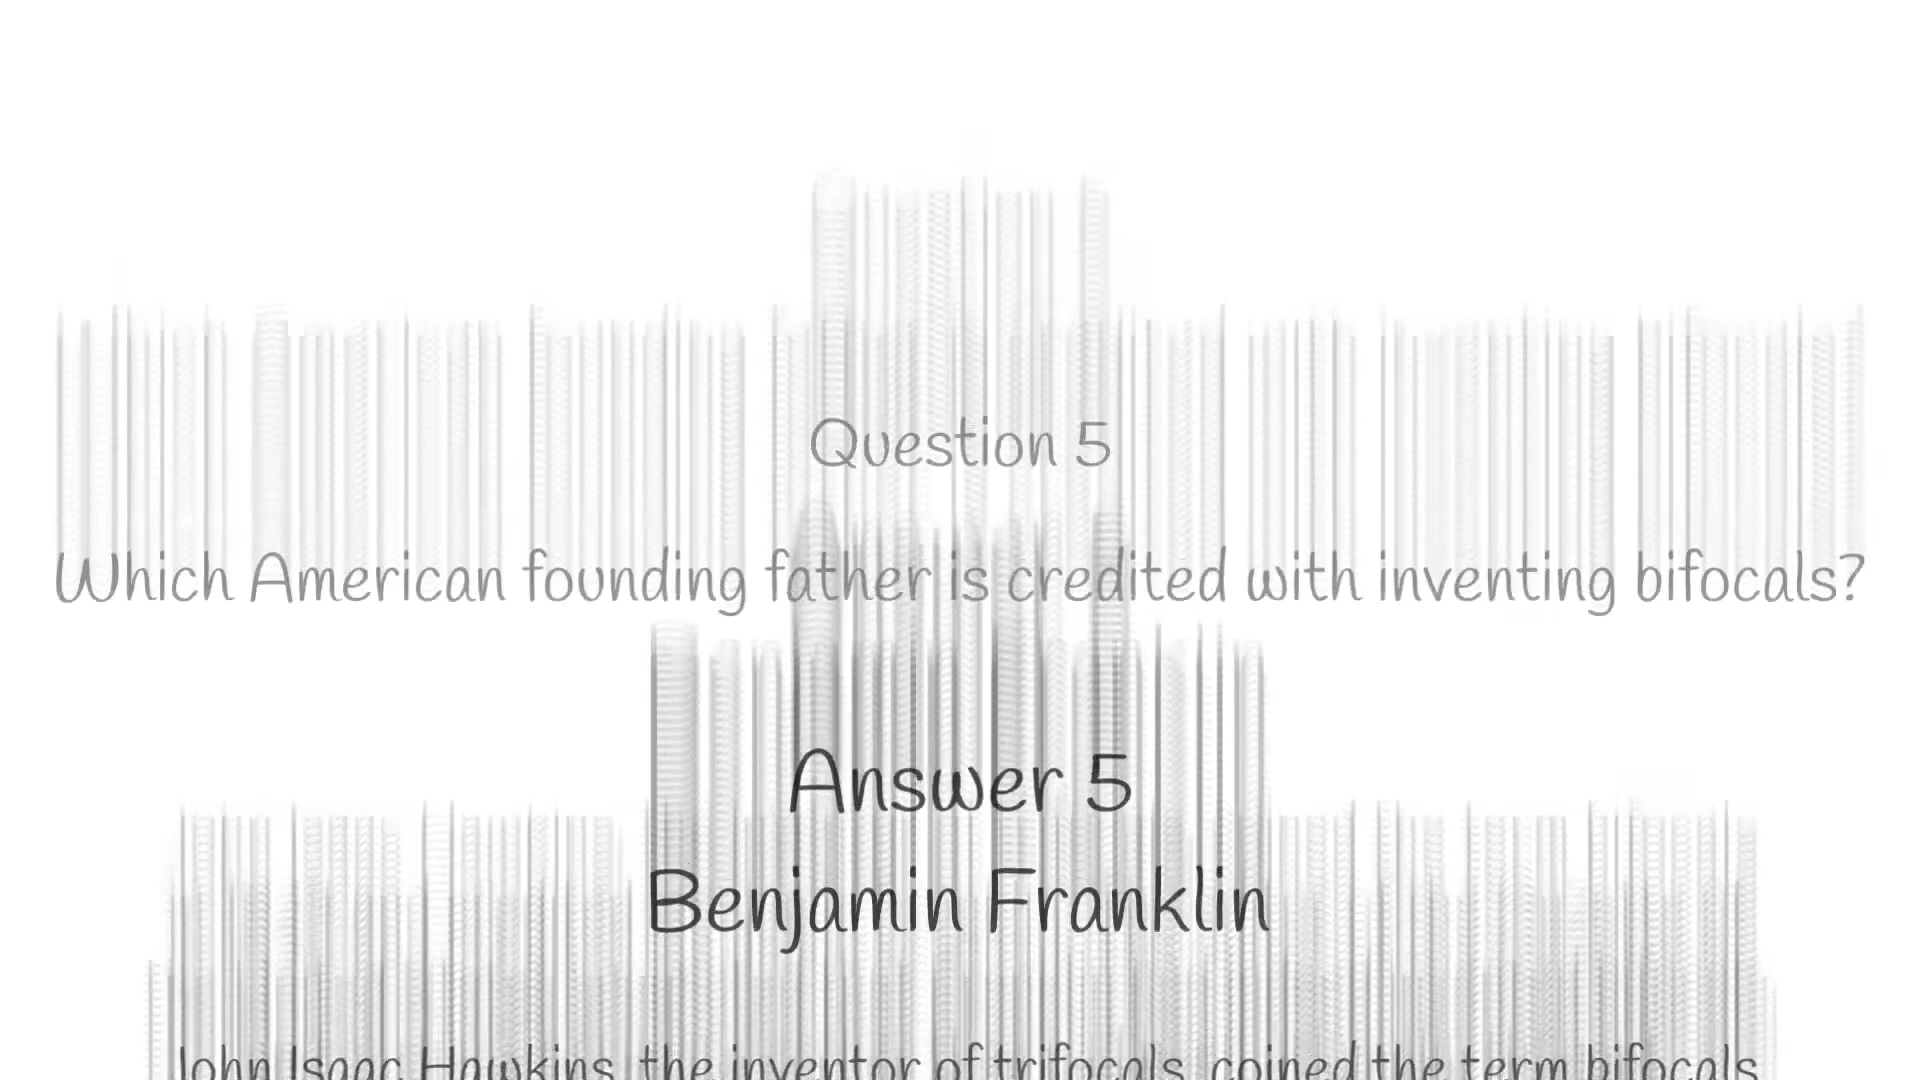 Question 5
Which American founding father is credited with inventing bifocals?
Answer 5
Benjamin Franklin
John Isaac Hawkins, the inventor of trifocals, coined the term bifocals